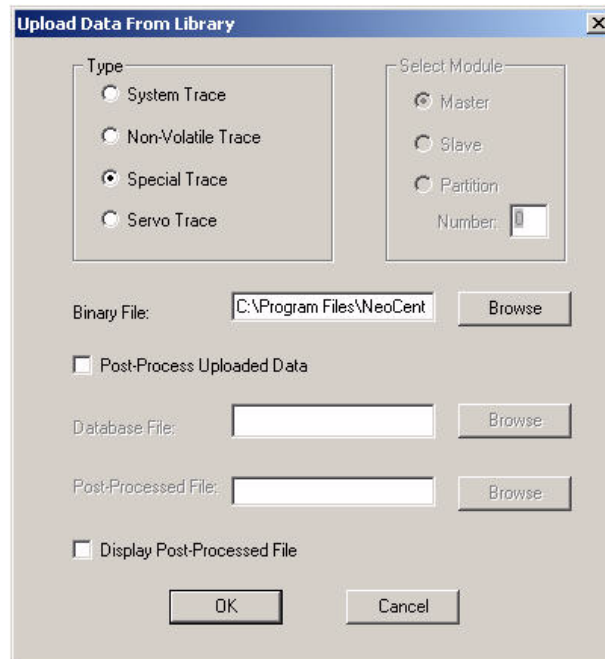 Upload Data From Library
Type
System Trace
Non-Volatile Trace
Special Trace
Servo Trace
Select Module
Master
Slave
Partition
Number: 0
Binary File: C:\Program Files\NeoCent Browse
Post-Process Uploaded Data
Database File: Browse
Post-Processed File: Browse
Display Post-Processed File
OK Cancel